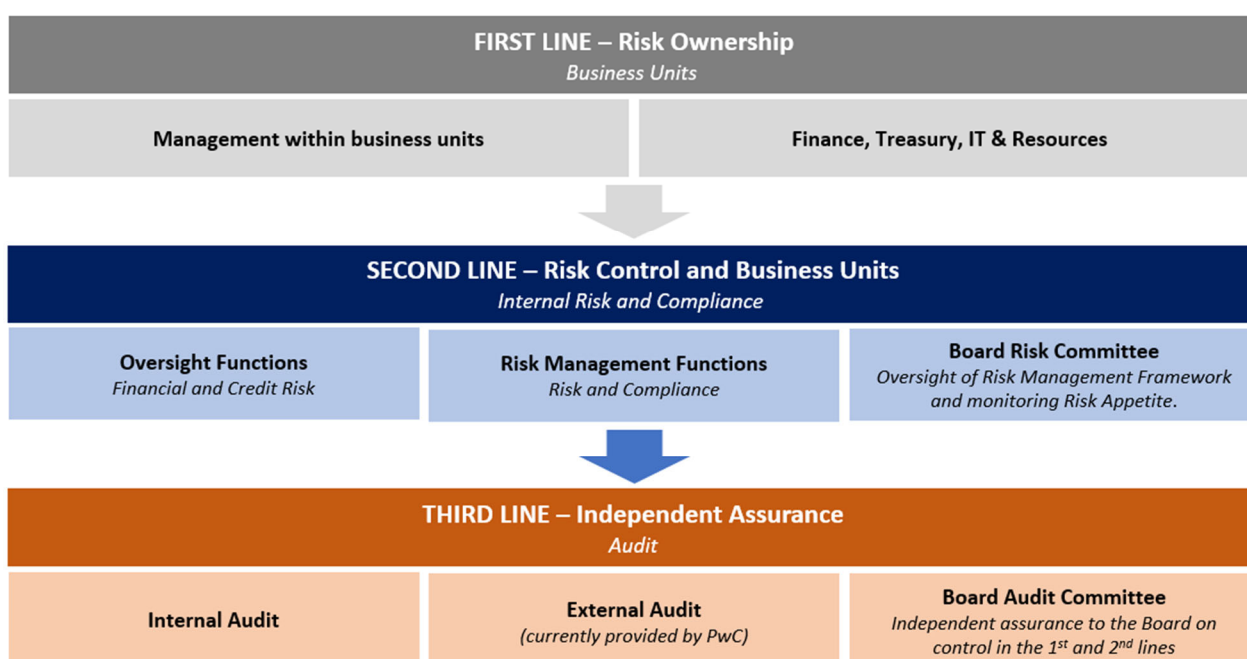 FIRST LINE – Risk Ownership
Business Units
Management within business units
Finance, Treasury, IT & Resources
SECOND LINE – Risk Control and Business Units
Internal Risk and Compliance
Oversight Functions
Financial and Credit Risk
Risk Management Functions
Risk and Compliance
Board Risk Committee
Oversight of Risk Management Framework
and monitoring Risk Appetite.
THIRD LINE – Independent Assurance
Audit
Internal Audit
External Audit
(currently provided by PwC)
Board Audit Committee
Independent assurance to the Board on
control in the 1st and 2nd lines